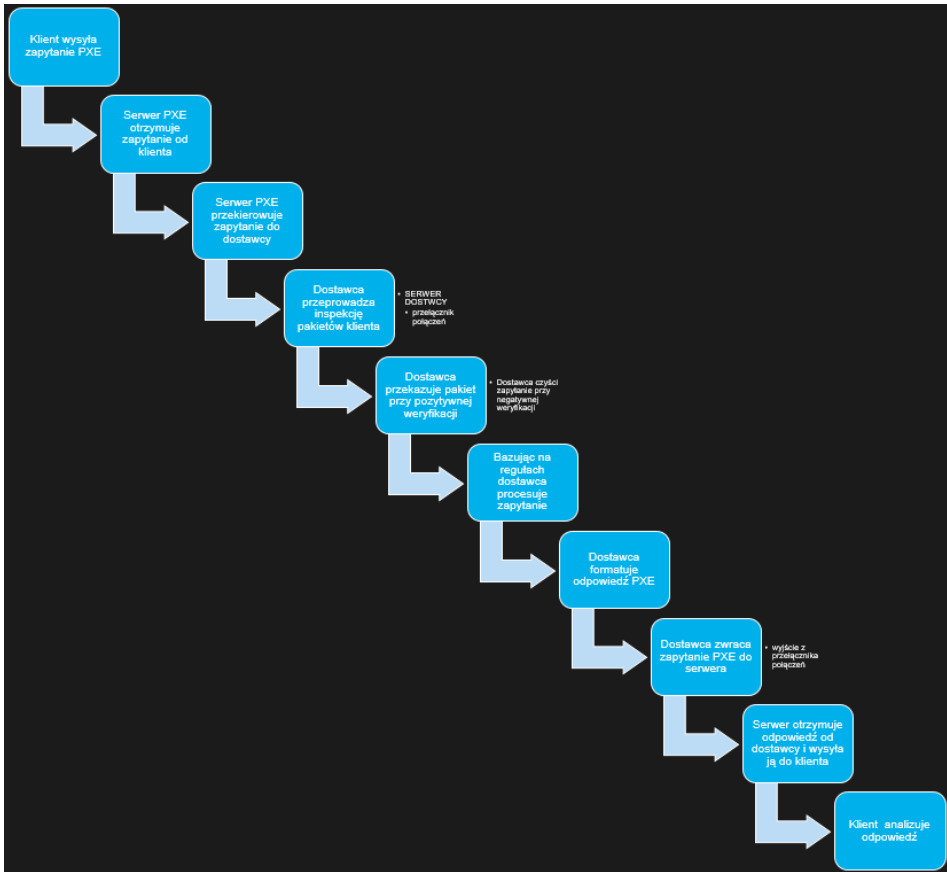 Klient wysyła
zapytanie PXE
Serwer PXE
otrzymuje
zapytanie od
klienta
Serwer PXE
przekierowuje
zapytanie do
dostawcy
Dostawca
przeprowadza
inspekcję
pakietów klienta
• SERWER
DOSTWCY
• przełącznik
połączeń
Dostawca
przekazuje pakiet
przy pozytywnej
weryfikacji
• Dostawca czyści
zapytanie przy
negatywnej
weryfikacji
Bazując na
regułach
dostawca
procesuje
zapytanie
Dostawca
formatuje
odpowiedź PXE
Dostawca zwraca
zapytanie PXE do
serwera
• wyjście z
przełącznika
połączeń
Serwer otrzymuje
odpowiedź od
dostawcy i wysyła
ją do klienta
Klient analizuje
odpowiedź